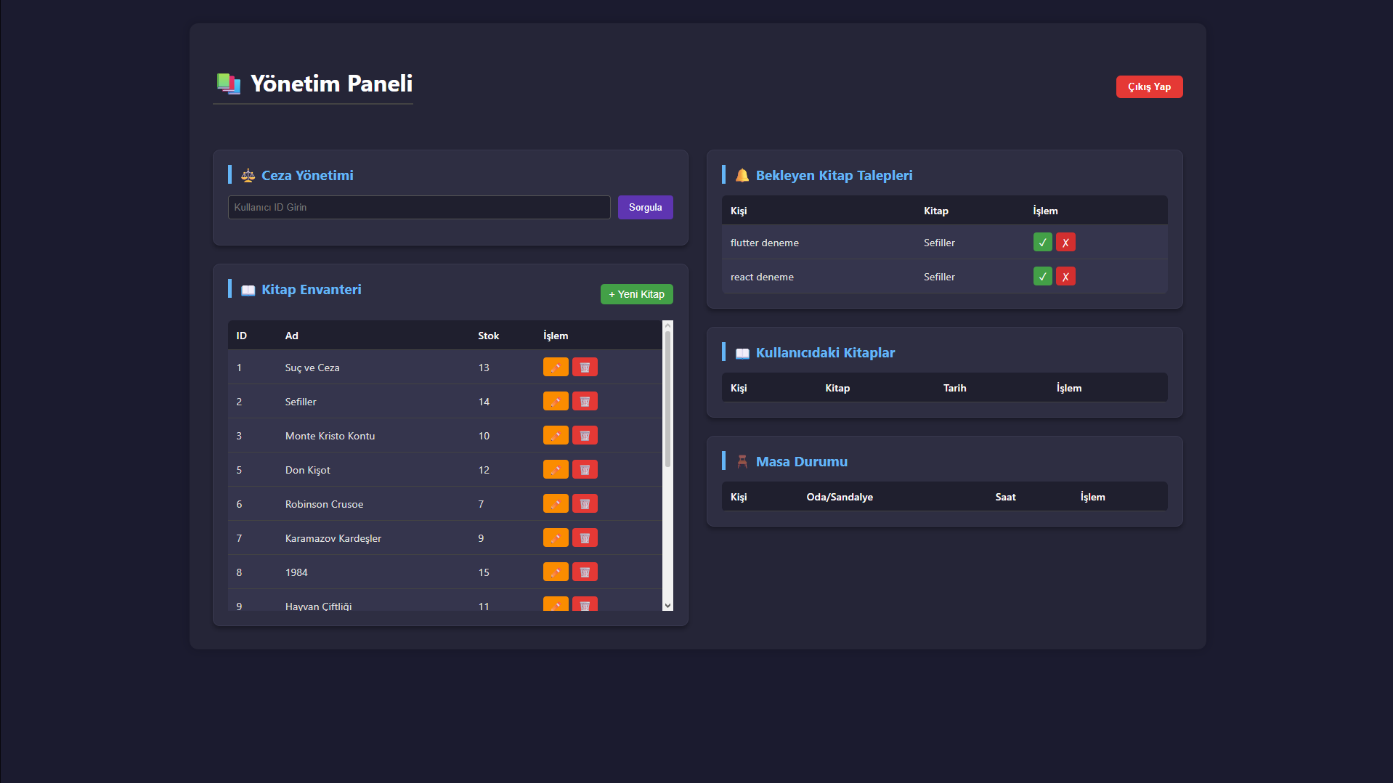 Yönetim Paneli
Çıkış Yap
Ceza Yönetimi
Kullanıcı ID Girin
Sorgula
Kitap Envanteri
+ Yeni Kitap
ID Ad Stok İşlem
1 Suç ve Ceza 13
2 Sefiller 14
3 Monte Kristo Kontu 10
5 Don Kişot 12
6 Robinson Crusoe 7
7 Karamazov Kardeşler 9
8 1984 15
9 Hayvan Çiftliği 11
Bekleyen Kitap Talepleri
Kişi Kitap İşlem
flutter deneme Sefiller ✓ ✗
react deneme Sefiller ✓ ✗
Kullanıcıdaki Kitaplar
Kişi Kitap Tarih İşlem
Masa Durumu
Kişi Oda/Sandalye Saat İşlem